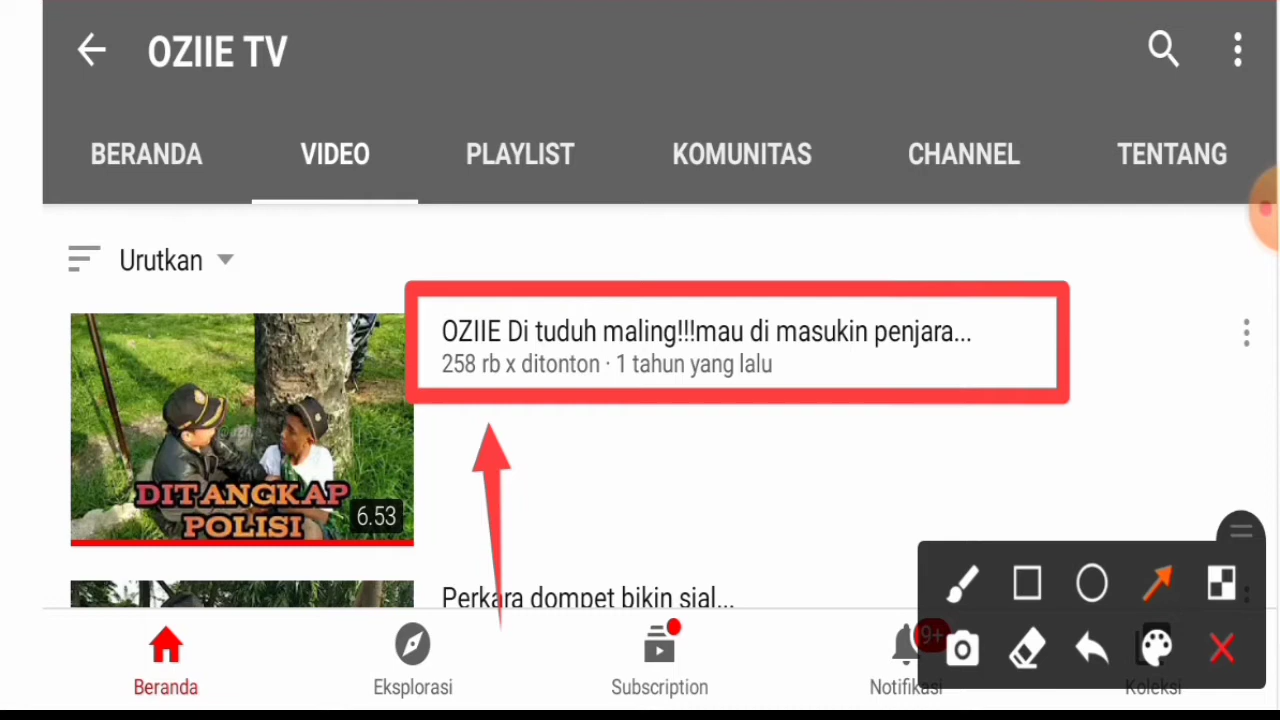 OZIIE TV
BERANDA VIDEO PLAYLIST KOMUNITAS CHANNEL TENTANG
Urutkan
OZIIE Di tuduh maling!!!mau di masukin penjara...
258 rb x ditonton · 1 tahun yang lalu
DITANGKAP
POLISI
6.53
Perkara dompet bikin sial...
9+
Beranda Eksplorasi Subscription Notifikasi Koleksi